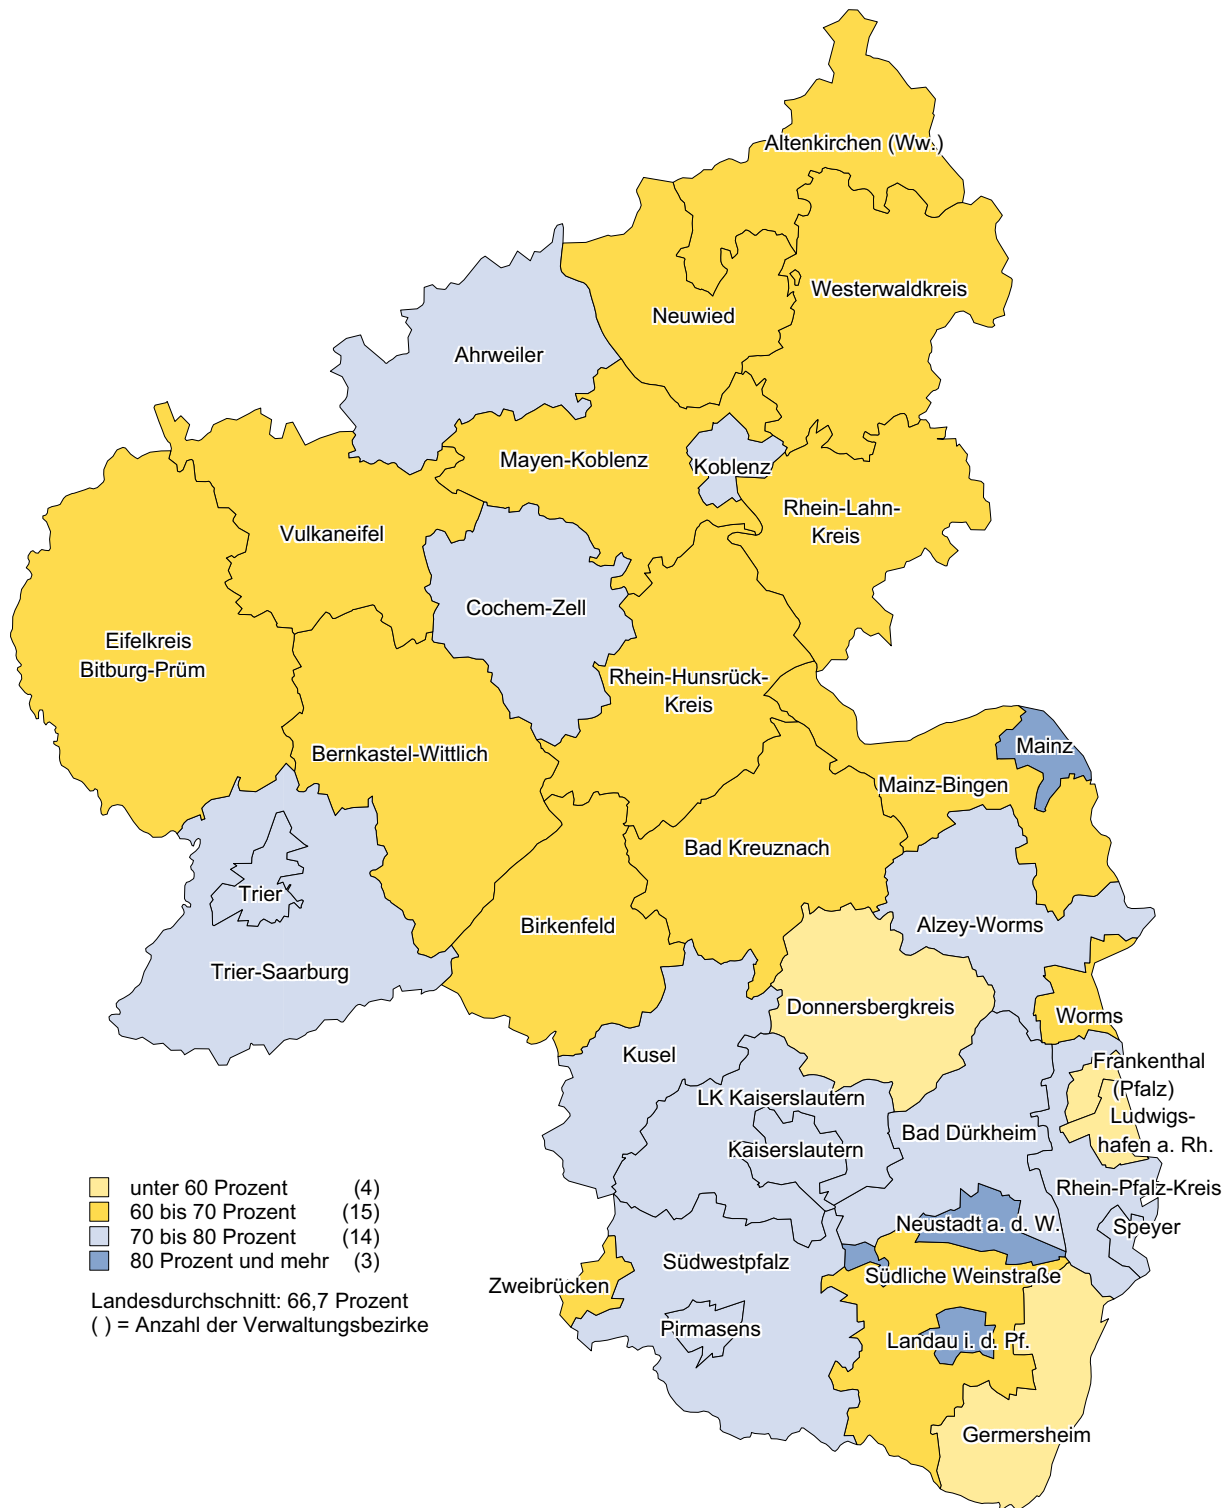 Altenkirchen (Ww.)
Westerwaldkreis
Neuwied
Ahrweiler
Mayen-Koblenz
Koblenz
Rhein-Lahn-
Kreis
Vulkaneifel
Cochem-Zell
Eifelkreis
Bitburg-Prüm
Rhein-Hunsrück-
Kreis
Bernkastel-Wittlich
Mainz
Mainz-Bingen
Bad Kreuznach
Trier
Birkenfeld
Alzey-Worms
Trier-Saarburg
Donnersbergkreis
Worms
Kusel
Frankenthal
(Pfalz)
LK Kaiserslautern
Ludwigs-
hafen a. Rh.
Bad Dürkheim
Kaiserslautern
Rhein-Pfalz-Kreis
Neustadt a. d. W.
Speyer
Südwestpfalz
Südliche Weinstraße
Zweibrücken
Pirmasens
Landau i. d. Pf.
Germersheim
unter 60 Prozent (4)
60 bis 70 Prozent (15)
70 bis 80 Prozent (14)
80 Prozent und mehr (3)
Landesdurchschnitt: 66,7 Prozent
( ) = Anzahl der Verwaltungsbezirke